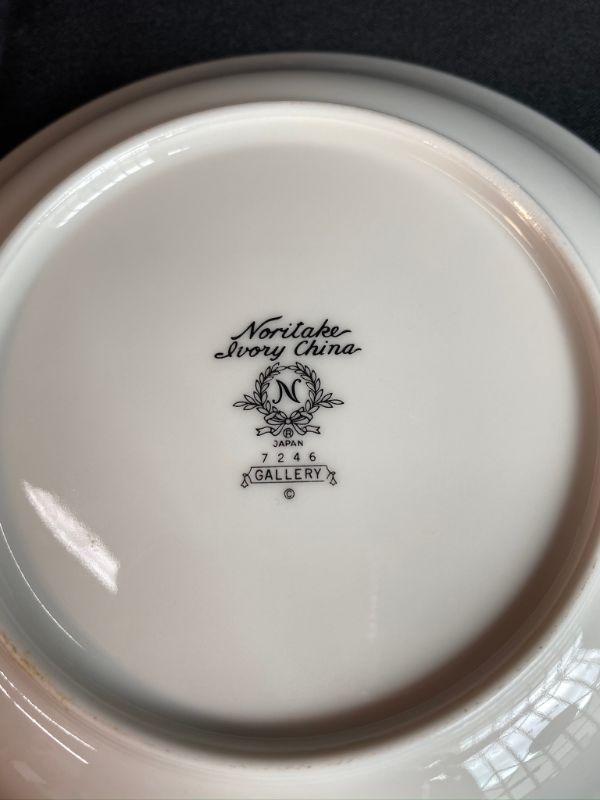 Noritake
Ivory China
N
®
JAPAN
7246
GALLERY
©